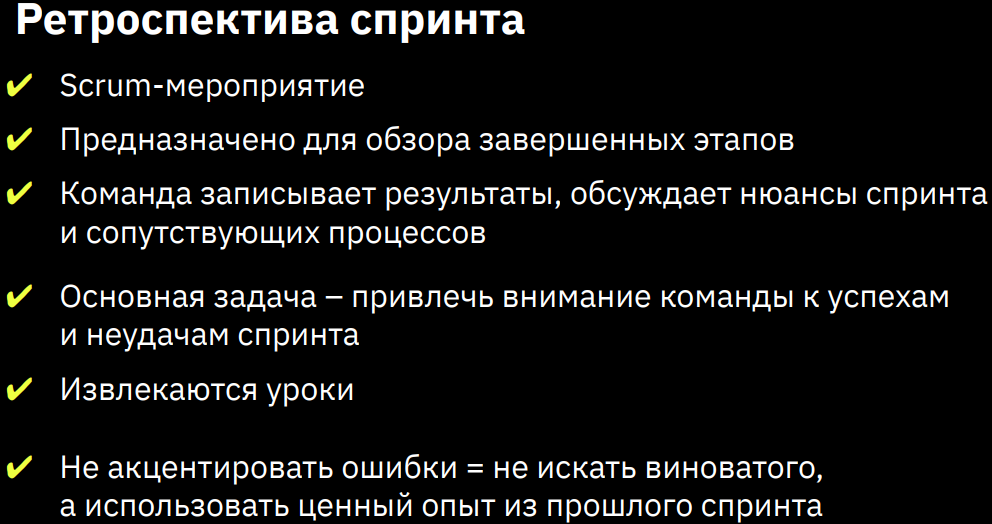 Ретроспектива спринта
✔ Scrum-мероприятие
✔ Предназначено для обзора завершенных этапов
✔ Команда записывает результаты, обсуждает нюансы спринта
и сопутствующих процессов
✔ Основная задача – привлечь внимание команды к успехам
и неудачам спринта
✔ Извлекаются уроки
✔ Не акцентировать ошибки = не искать виноватого,
а использовать ценный опыт из прошлого спринта